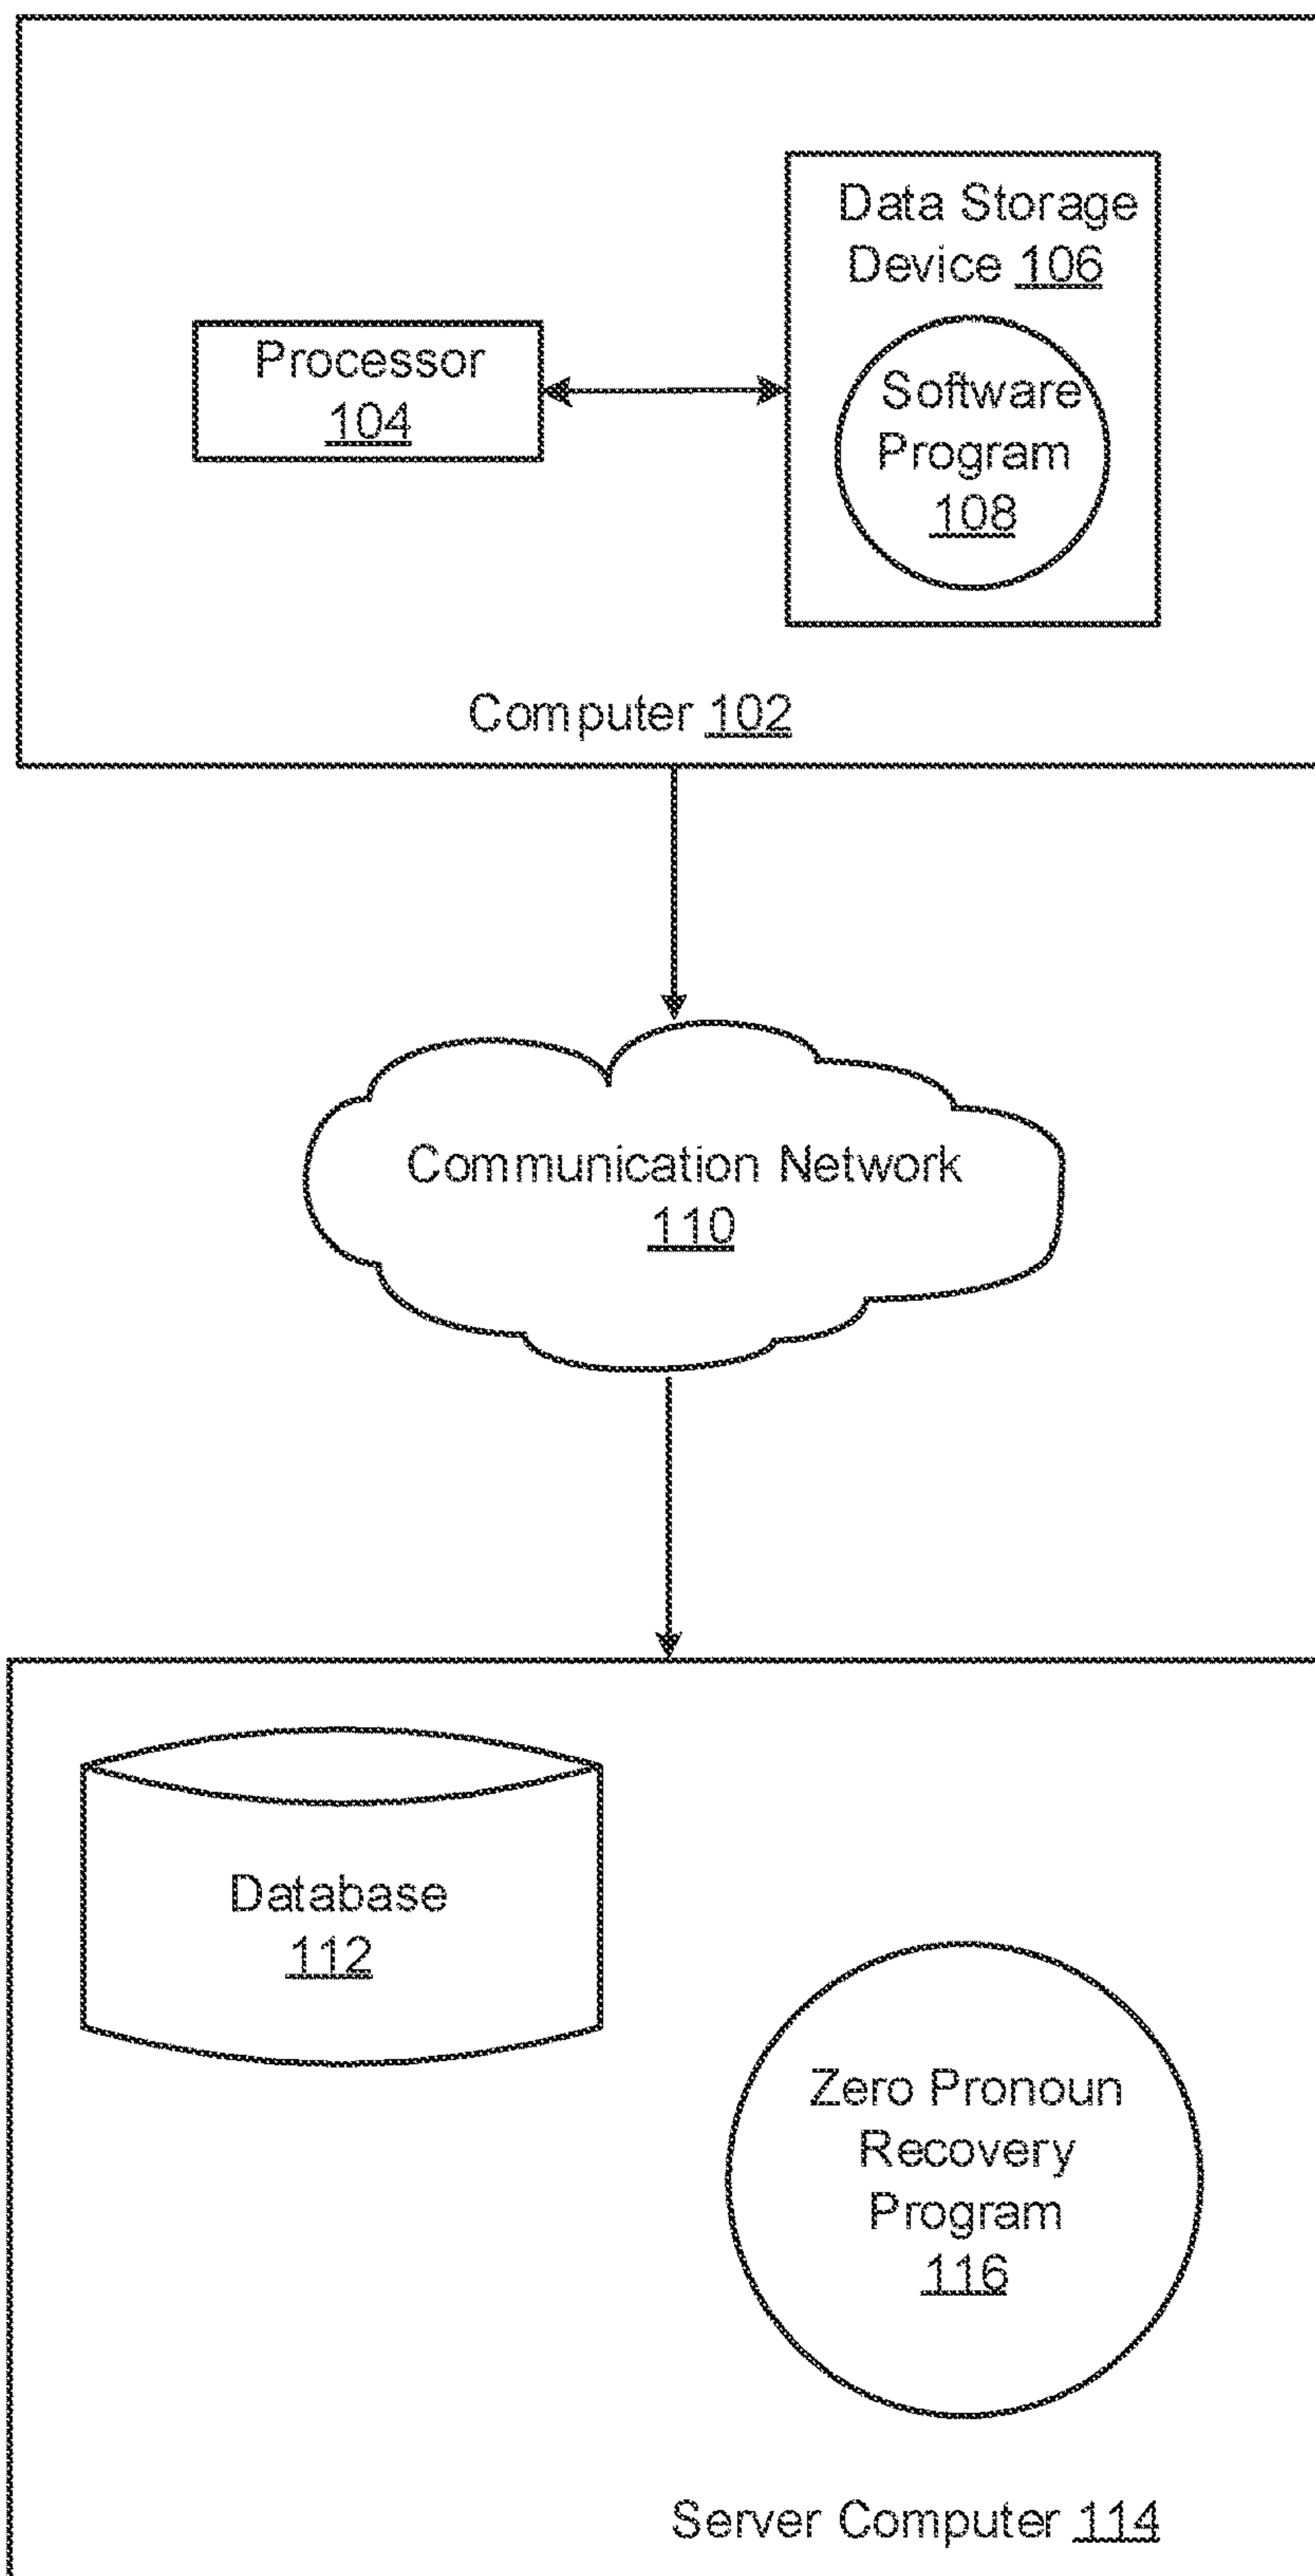 Data Storage
Device 106
Processor
104
Software
Program
108
Computer 102
Communication Network
110
Database
112
Zero Pronoun
Recovery
Program
116
Server Computer 114